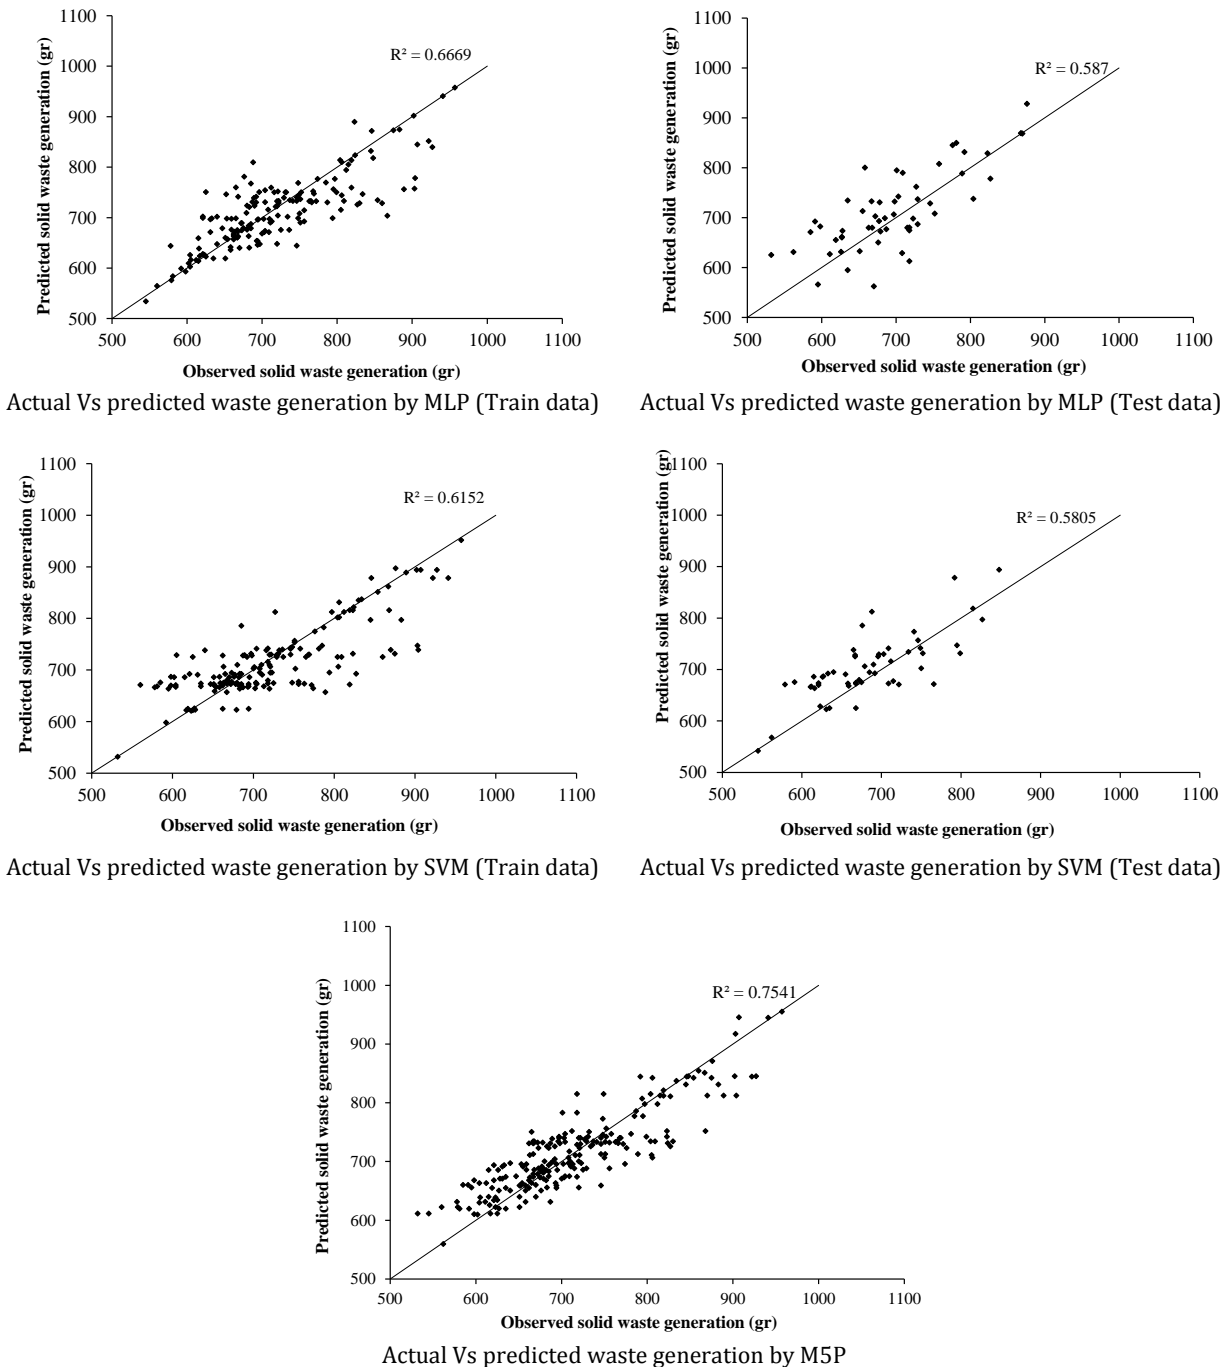 1100
1000
900
800
700
600
500
Predicted solid waste generation (gr)
R² = 0.6669
500 600 700 800 900 1000 1100
Observed solid waste generation (gr)
Actual Vs predicted waste generation by MLP (Train data)
1100
1000
900
800
700
600
500
Predicted solid waste generation (gr)
R² = 0.587
500 600 700 800 900 1000 1100
Observed solid waste generation (gr)
Actual Vs predicted waste generation by MLP (Test data)
1100
1000
900
800
700
600
500
Predicted solid waste generation (gr)
R² = 0.6152
500 600 700 800 900 1000 1100
Observed solid waste generation (gr)
Actual Vs predicted waste generation by SVM (Train data)
1100
1000
900
800
700
600
500
Predicted solid waste generation (gr)
R² = 0.5805
500 600 700 800 900 1000 1100
Observed solid waste generation (gr)
Actual Vs predicted waste generation by SVM (Test data)
1100
1000
900
800
700
600
500
Predicted solid waste generation (gr)
R² = 0.7541
500 600 700 800 900 1000 1100
Observed solid waste generation (gr)
Actual Vs predicted waste generation by M5P